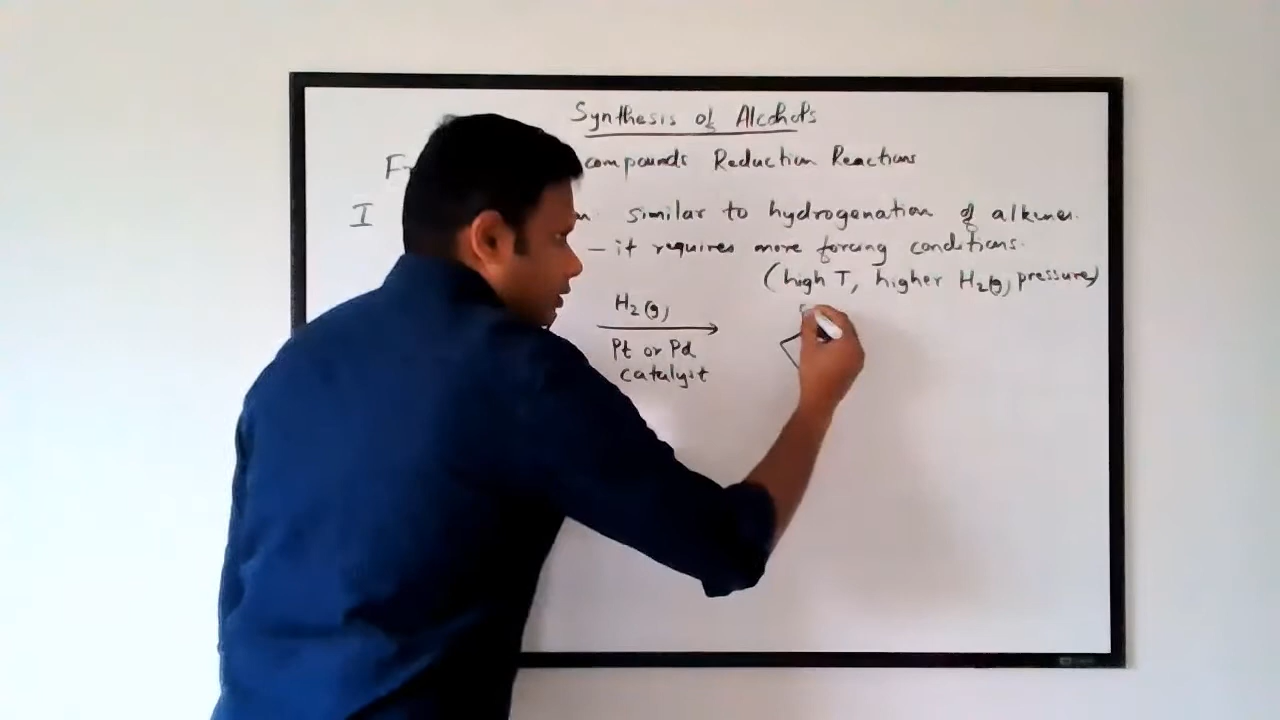 Synthesis of Alcohols
compounds Reduction Reactions
I similar to hydrogenation of alkenes.
– it requires more forcing conditions.
(high T, higher H2(g) pressure)
H2(g)
Pt or Pd
catalyst